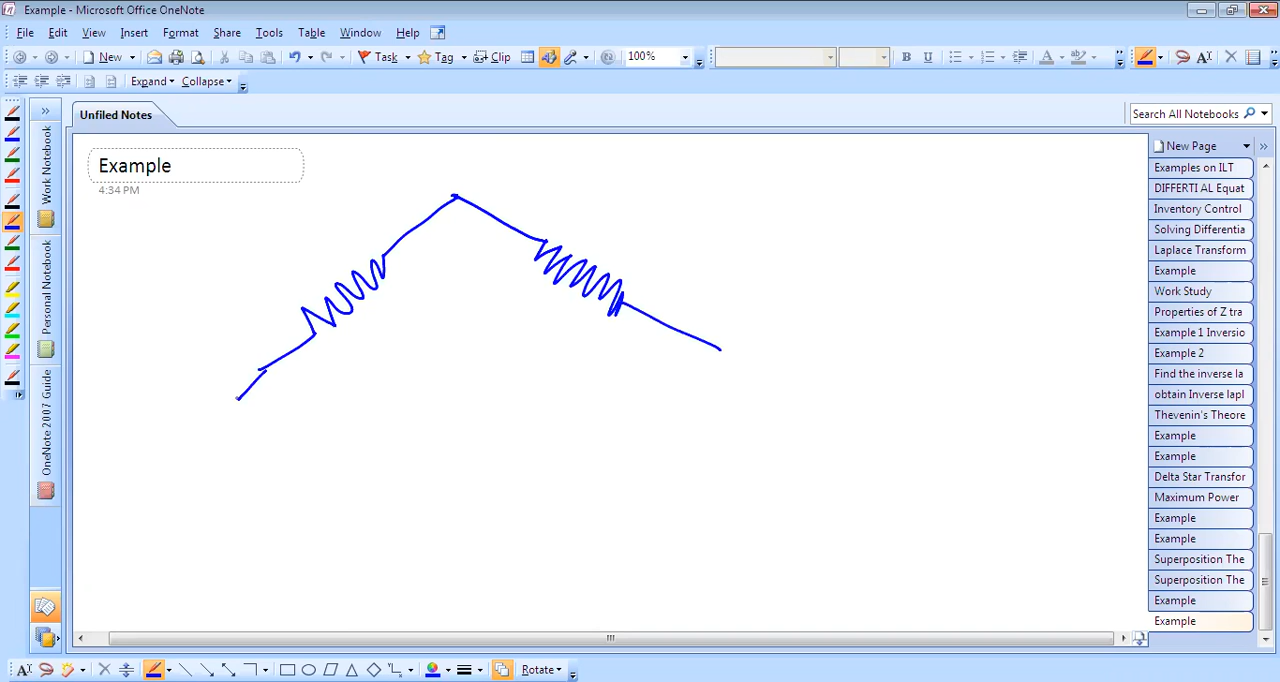 Example - Microsoft Office OneNote
File Edit View Insert Format Share Tools Table Window Help
New Task Tag Clip 100% B U A ab
Expand Collapse
Unfiled Notes
Search All Notebooks
Work Notebook
Personal Notebook
OneNote 2007 Guide
Example
4:34 PM
New Page
Examples on ILT
DIFFERTI AL Equat
Inventory Control
Solving Differentia
Laplace Transform
Example
Work Study
Properties of Z tra
Example 1 Inversio
Example 2
Find the inverse la
obtain Inverse lapl
Thevenin's Theore
Example
Example
Delta Star Transfor
Maximum Power
Example
Example
Superposition The
Superposition The
Example
Example
Rotate